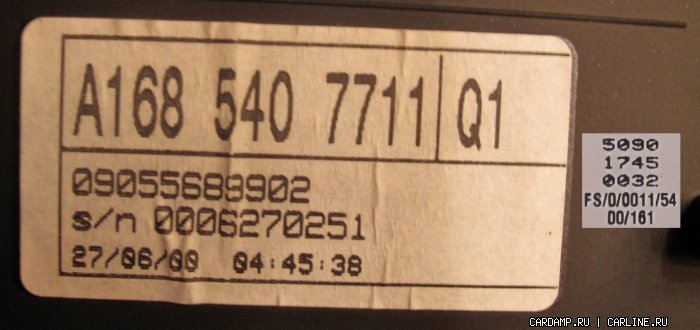 A168 540 7711 Q1
09055689902
s/n 0006270251
27/06/00 04:45:38
5090
1745
0032
FS/0/0011/54
00/161
CARDAMP.RU | CARLINE.RU